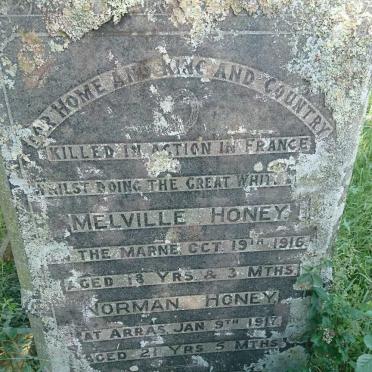 FOR HOME AND KING AND COUNTRY
KILLED IN ACTION IN FRANCE
WHILST DOING THE GREAT WHITE
MELVILLE HONEY
THE MARNE OCT. 19TH 1916
AGED 18 YRS & 3 MTHS
NORMAN HONEY,
AT ARRAS, JAN 9TH 1917
AGED 21 YRS 5 MTHS